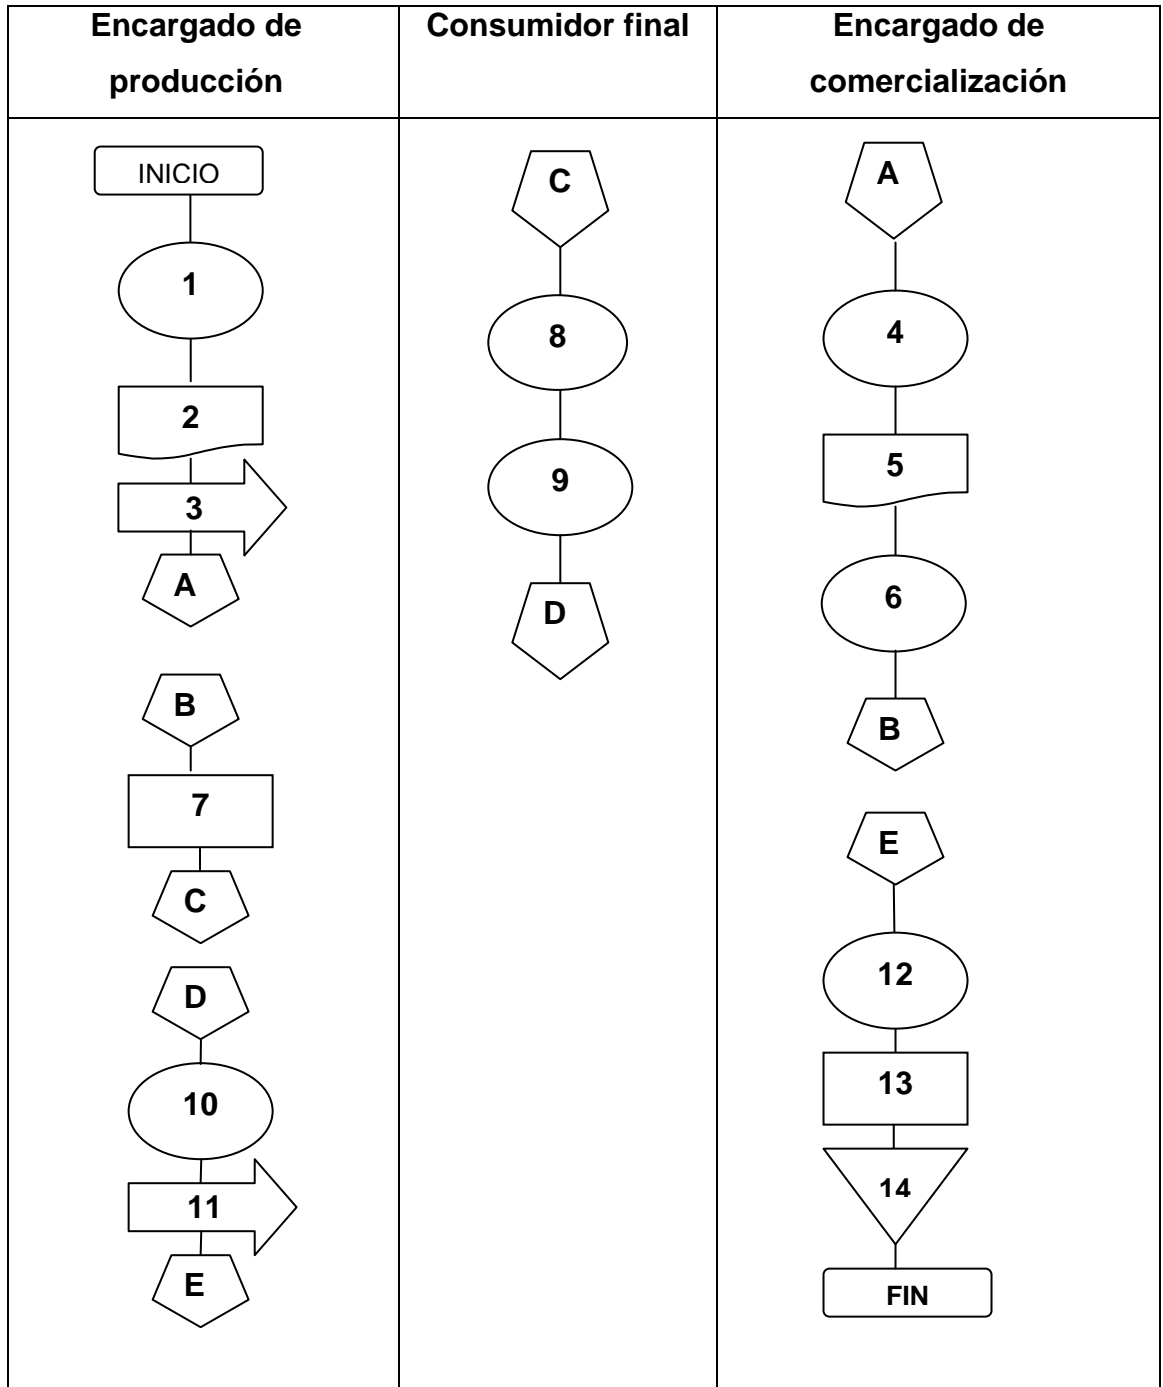 Encargado de
producción
Consumidor final
Encargado de
comercialización
INICIO
1
2
3
A
B
7
C
D
10
11
E
C
8
9
D
A
4
5
6
B
E
12
13
14
FIN